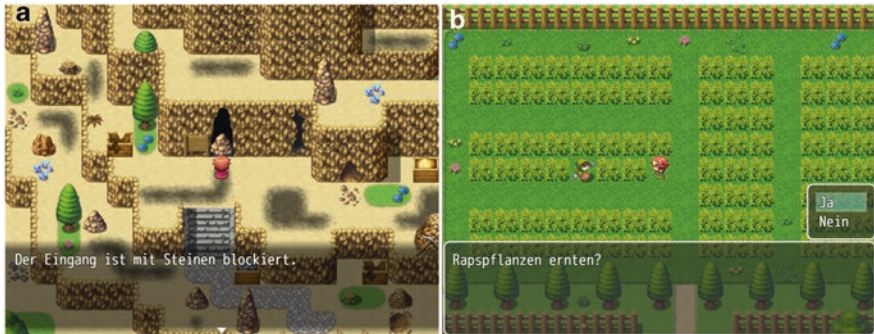 a
Der Eingang ist mit Steinen blockiert.
b
Ja
Nein
Rapspflanzen ernten?